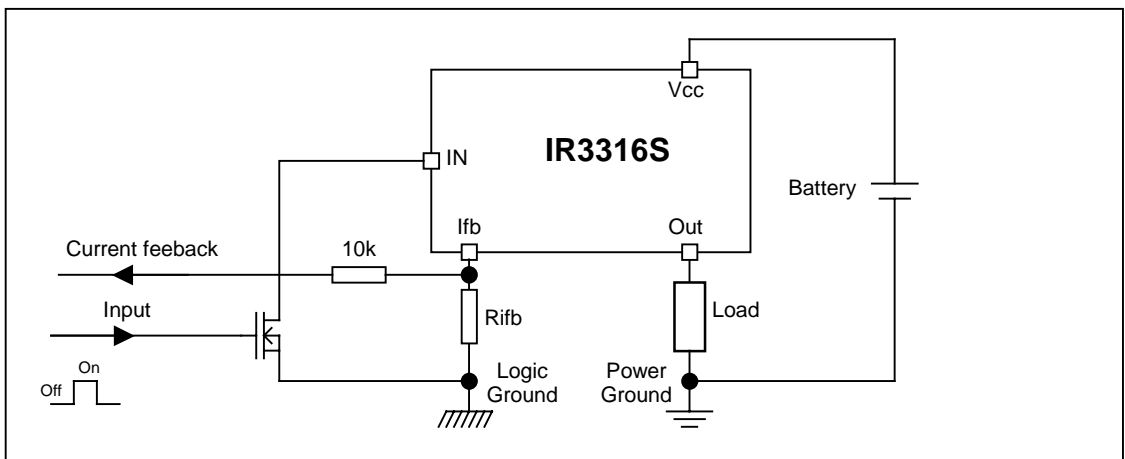 Vcc
IR3316S
IN
Battery
Ifb
Out
Current feeback
10k
Input
Rifb
Load
On
Off
Logic
Ground
Power
Ground